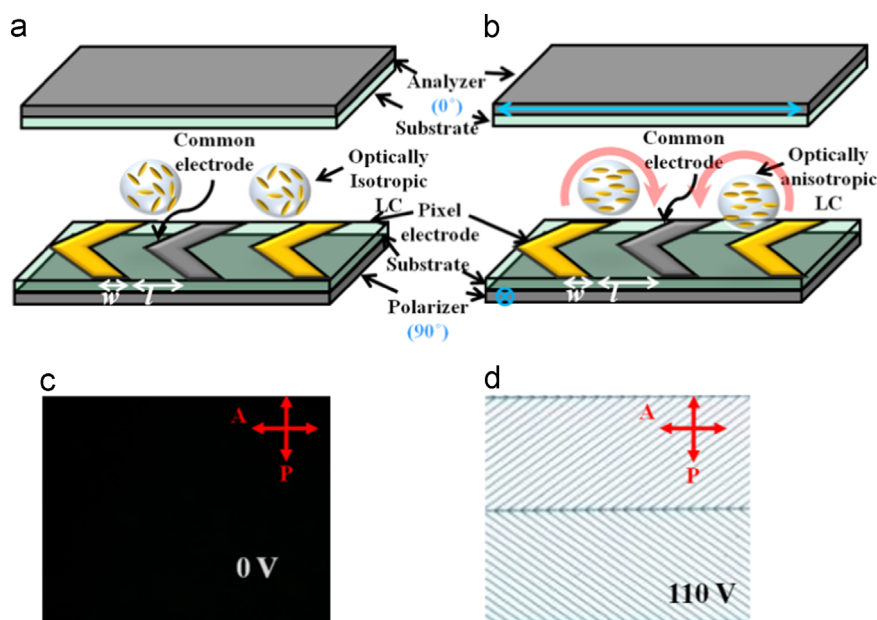 a
b
Analyzer
(0°)
Substrate
Common
electrode
Optically
Isotropic
LC
Common
electrode
Optically
anisotropic
LC
Pixel
electrode
Substrate
w
l
w
l
Polarizer
(90°)
c
d
A
P
0 V
A
P
110 V